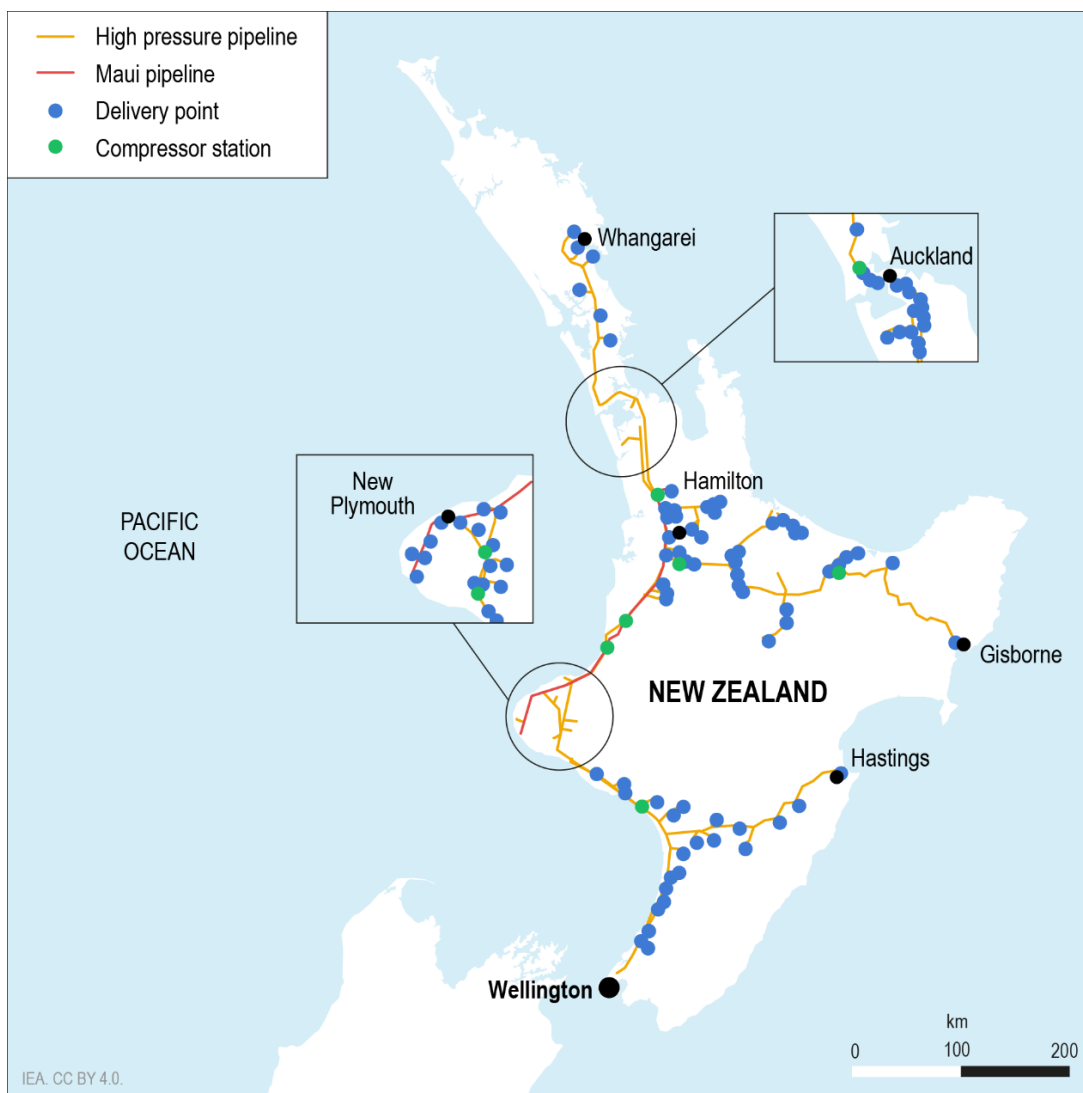 High pressure pipeline
Maui pipeline
Delivery point
Compressor station
Whangarei
Auckland
Hamilton
New
Plymouth
PACIFIC
OCEAN
Gisborne
NEW ZEALAND
Hastings
Wellington
km
0 100 200
IEA. CC BY 4.0.